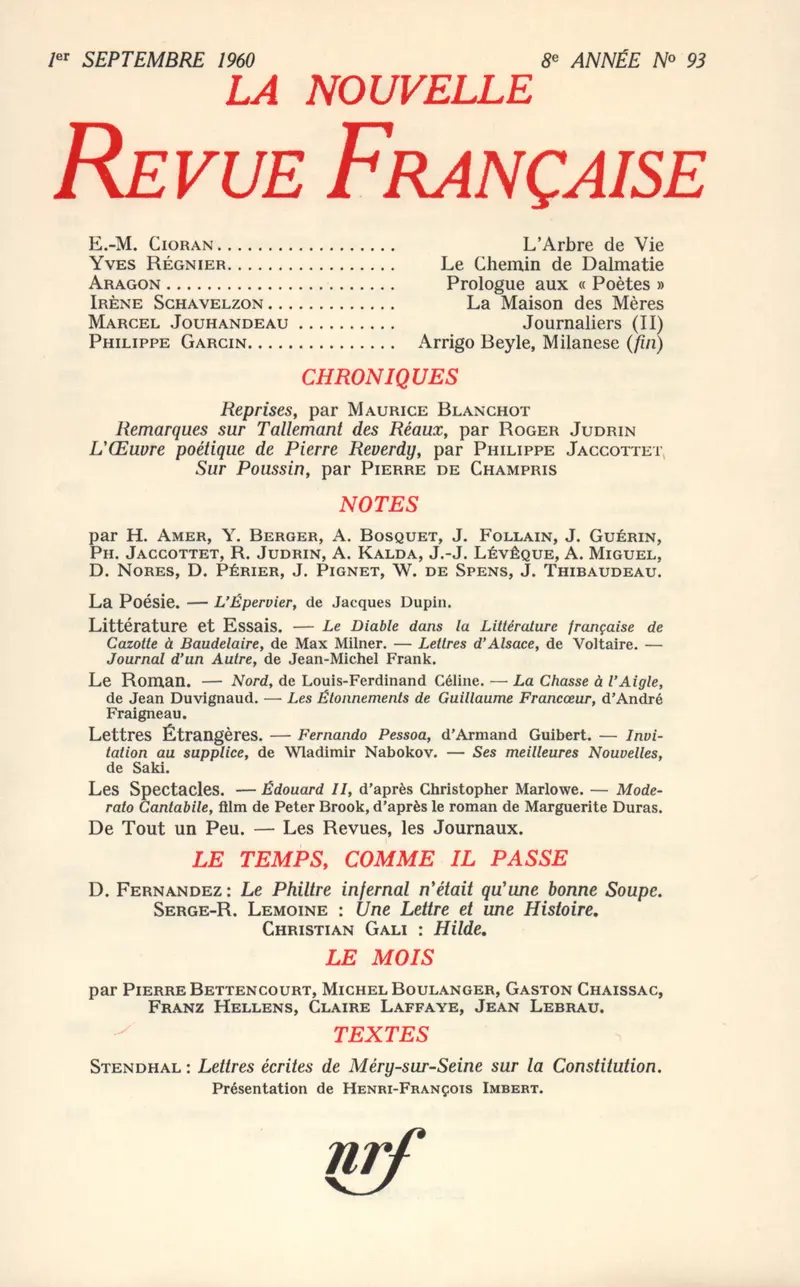 1er SEPTEMBRE 1960 8e ANNÉE No 93
LA NOUVELLE
REVUE FRANÇAISE
E.-M. CIORAN.................. L'Arbre de Vie
YVES RÉGNIER................. Le Chemin de Dalmatie
ARAGON....................... Prologue aux « Poètes »
IRÈNE SCHAVELZON............. La Maison des Mères
MARCEL JOUHANDEAU .......... Journaliers (II)
PHILIPPE GARCIN............... Arrigo Beyle, Milanese (fin)
CHRONIQUES
Reprises, par MAURICE BLANCHOT
Remarques sur Tallemant des Réaux, par ROGER JUDRIN
L'Œuvre poétique de Pierre Reverdy, par PHILIPPE JACCOTTET
Sur Poussin, par PIERRE DE CHAMPRIS
NOTES
par H. AMER, Y. BERGER, A. BOSQUET, J. FOLLAIN, J. GUÉRIN,
PH. JACCOTTET, R. JUDRIN, A. KALDA, J.-J. LÉVÊQUE, A. MIGUEL,
D. NORES, D. PÉRIER, J. PIGNET, W. DE SPENS, J. THIBAUDEAU.
La Poésie. — L'Épervier, de Jacques Dupin.
Littérature et Essais. — Le Diable dans la Littérature française de
Cazotte à Baudelaire, de Max Milner. — Lettres d'Alsace, de Voltaire. —
Journal d'un Autre, de Jean-Michel Frank.
Le Roman. — Nord, de Louis-Ferdinand Céline. — La Chasse à l'Aigle,
de Jean Duvignaud. — Les Étonnements de Guillaume Francœur, d'André
Fraigneau.
Lettres Étrangères. — Fernando Pessoa, d'Armand Guibert. — Invi-
tation au supplice, de Wladimir Nabokov. — Ses meilleures Nouvelles,
de Saki.
Les Spectacles. — Édouard II, d'après Christopher Marlowe. — Mode-
rato Cantabile, film de Peter Brook, d'après le roman de Marguerite Duras.
De Tout un Peu. — Les Revues, les Journaux.
LE TEMPS, COMME IL PASSE
D. FERNANDEZ : Le Philtre infernal n'était qu'une bonne Soupe.
SERGE-R. LEMOINE : Une Lettre et une Histoire.
CHRISTIAN GALI : Hilde.
LE MOIS
par PIERRE BETTENCOURT, MICHEL BOULANGER, GASTON CHAISSAC,
FRANZ HELLENS, CLAIRE LAFFAYE, JEAN LEBRAU.
TEXTES
STENDHAL : Lettres écrites de Méry-sur-Seine sur la Constitution.
Présentation de HENRI-FRANÇOIS IMBERT.
nrf